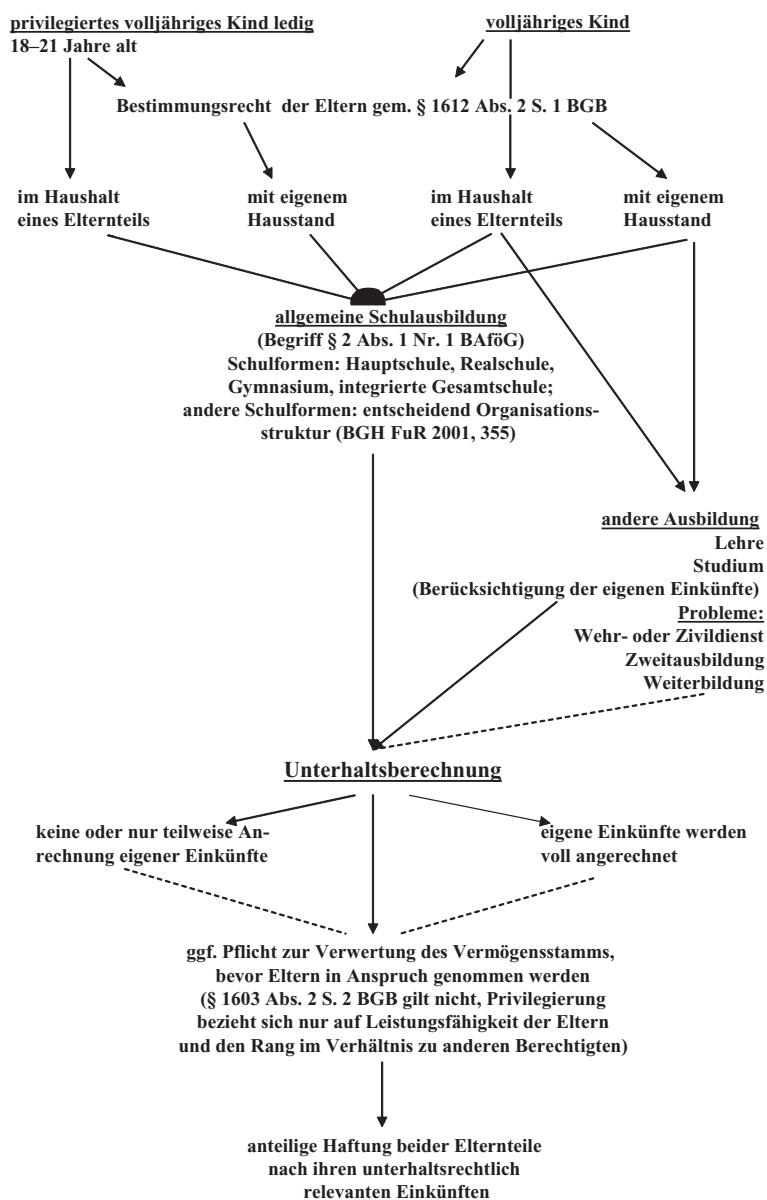 privilegiertes volljähriges Kind ledig
18–21 Jahre alt
volljähriges Kind
Bestimmungsrecht der Eltern gem. § 1612 Abs. 2 S. 1 BGB
im Haushalt
eines Elternteils
mit eigenem
Hausstand
im Haushalt
eines Elternteils
mit eigenem
Hausstand
allgemeine Schulausbildung
(Begriff § 2 Abs. 1 Nr. 1 BAföG)
Schulformen: Hauptschule, Realschule,
Gymnasium, integrierte Gesamtschule;
andere Schulformen: entscheidend Organisations-
struktur (BGH FuR 2001, 355)
andere Ausbildung
Lehre
Studium
(Berücksichtigung der eigenen Einkünfte)
Probleme:
Wehr- oder Zivildienst
Zweitausbildung
Weiterbildung
Unterhaltsberechnung
keine oder nur teilweise An-
rechnung eigener Einkünfte
eigene Einkünfte werden
voll angerechnet
ggf. Pflicht zur Verwertung des Vermögensstamms,
bevor Eltern in Anspruch genommen werden
(§ 1603 Abs. 2 S. 2 BGB gilt nicht, Privilegierung
bezieht sich nur auf Leistungsfähigkeit der Eltern
und den Rang im Verhältnis zu anderen Berechtigten)
anteilige Haftung beider Elternteile
nach ihren unterhaltsrechtlich
relevanten Einkünften